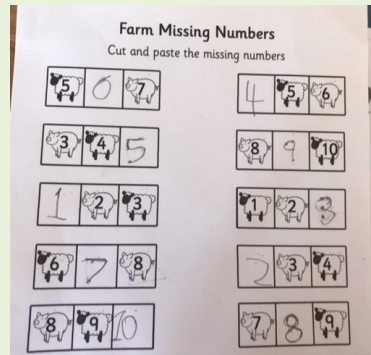 Farm Missing Numbers
Cut and paste the missing numbers
5 6 7
4 5 6
3 4 5
8 9 10
1 2 3
1 2 3
6 7 8
2 3 4
8 9 10
7 8 9